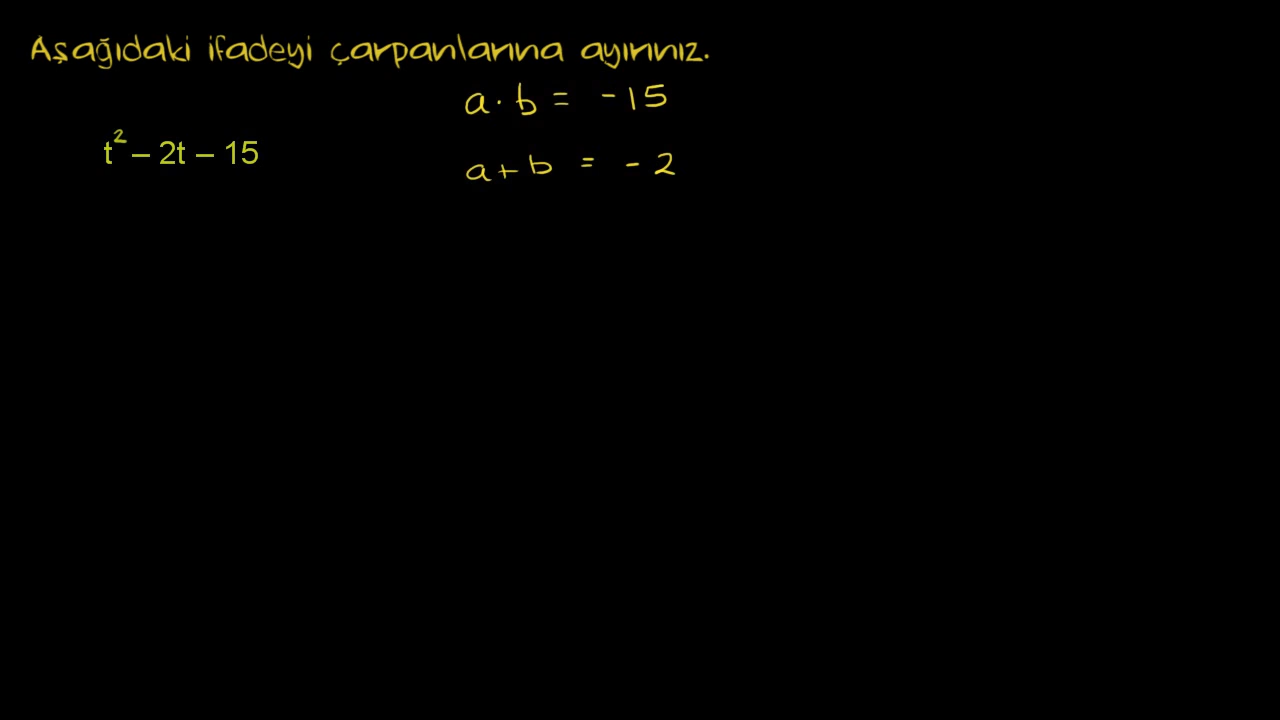 Aşağıdaki ifadeyi çarpanlarına ayırınız.
a · b = -15
t² – 2t – 15
a + b = -2